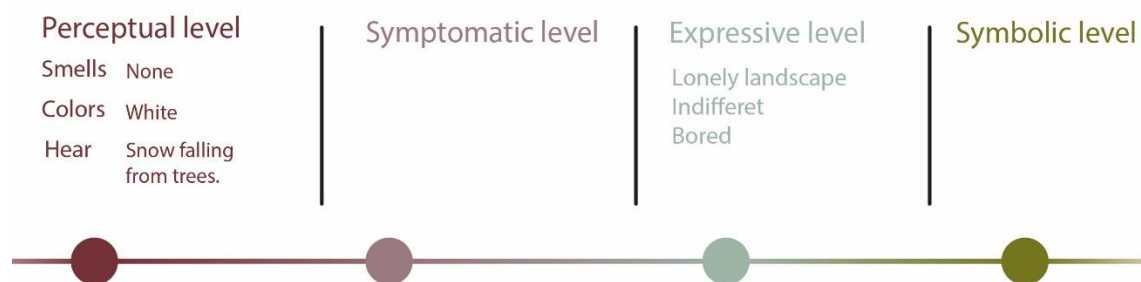 Perceptual level
Smells None
Colors White
Hear Snow falling
from trees.
Symptomatic level
Expressive level
Lonely landscape
Indifferet
Bored
Symbolic level